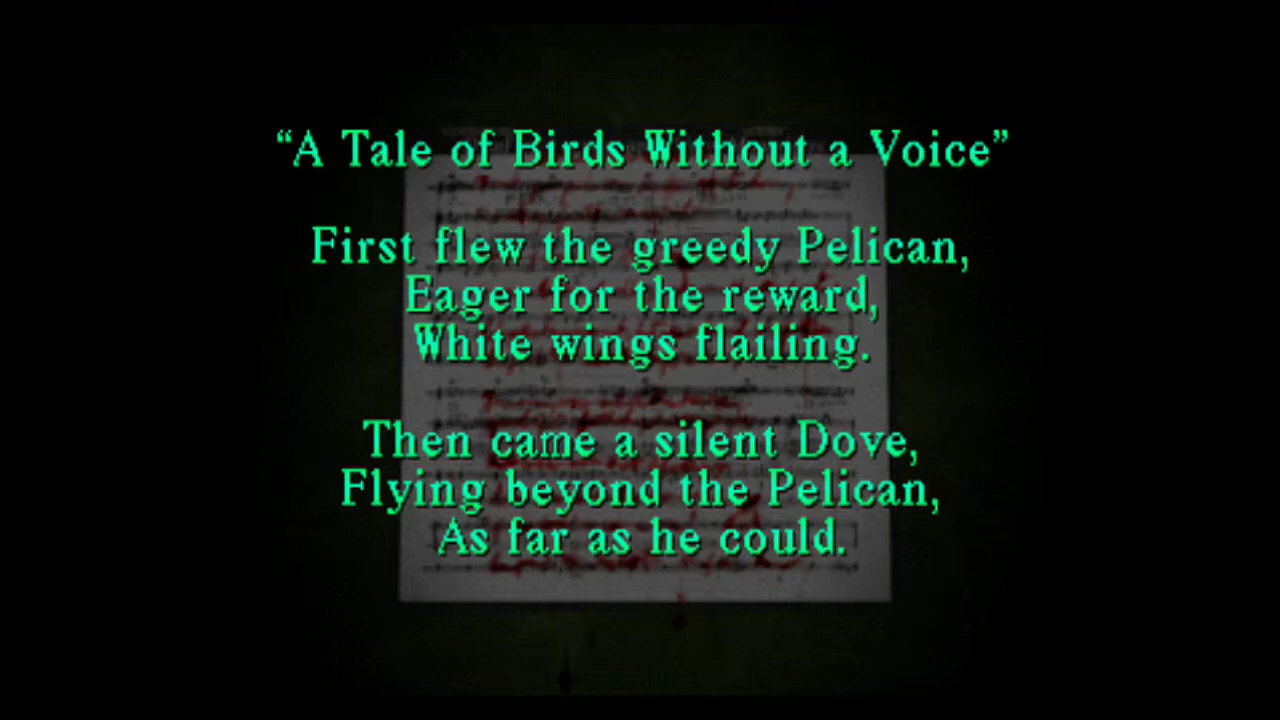 “A Tale of Birds Without a Voice”
First flew the greedy Pelican,
Eager for the reward,
White wings flailing.
Then came a silent Dove,
Flying beyond the Pelican,
As far as he could.